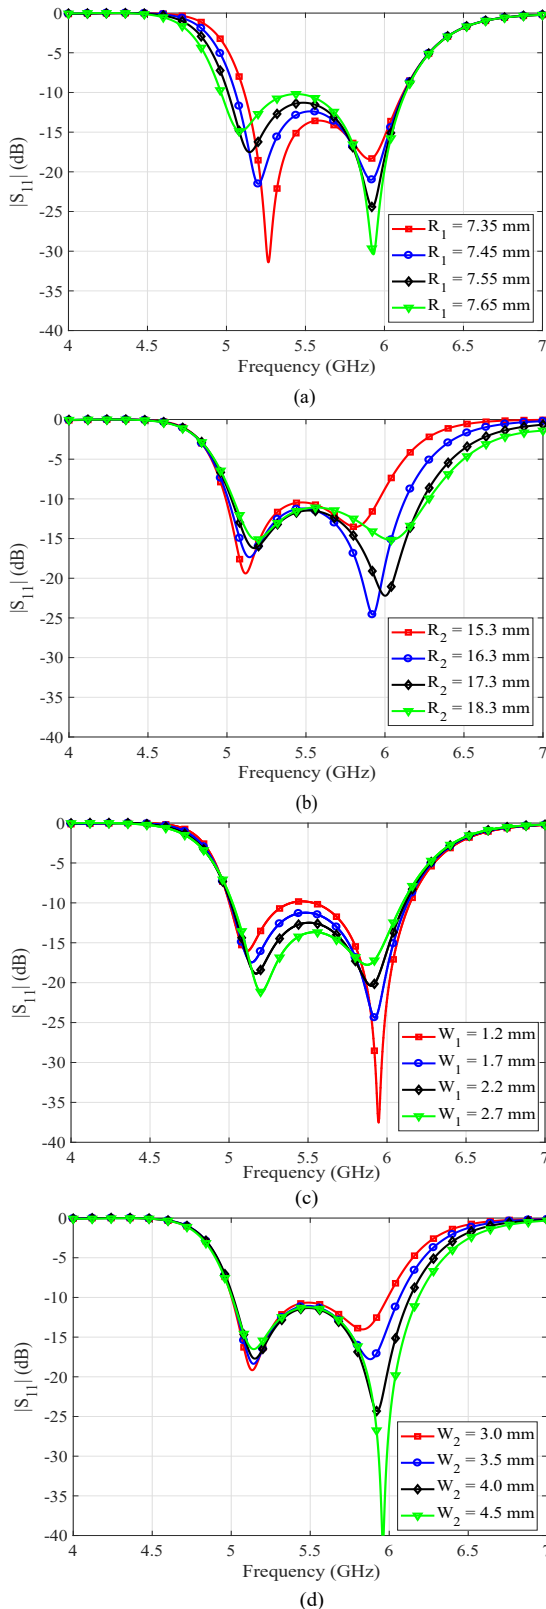 0
-5
-10
-15
-20
-25
-30
-35
-40
|S11| (dB)
R1 = 7.35 mm
R1 = 7.45 mm
R1 = 7.55 mm
R1 = 7.65 mm
4 4.5 5 5.5 6 6.5 7
Frequency (GHz)
(a)
0
-5
-10
-15
-20
-25
-30
-35
-40
|S11| (dB)
R2 = 15.3 mm
R2 = 16.3 mm
R2 = 17.3 mm
R2 = 18.3 mm
4 4.5 5 5.5 6 6.5 7
Frequency (GHz)
(b)
0
-5
-10
-15
-20
-25
-30
-35
-40
|S11| (dB)
W1 = 1.2 mm
W1 = 1.7 mm
W1 = 2.2 mm
W1 = 2.7 mm
4 4.5 5 5.5 6 6.5 7
Frequency (GHz)
(c)
0
-5
-10
-15
-20
-25
-30
-35
-40
|S11| (dB)
W2 = 3.0 mm
W2 = 3.5 mm
W2 = 4.0 mm
W2 = 4.5 mm
4 4.5 5 5.5 6 6.5 7
Frequency (GHz)
(d)